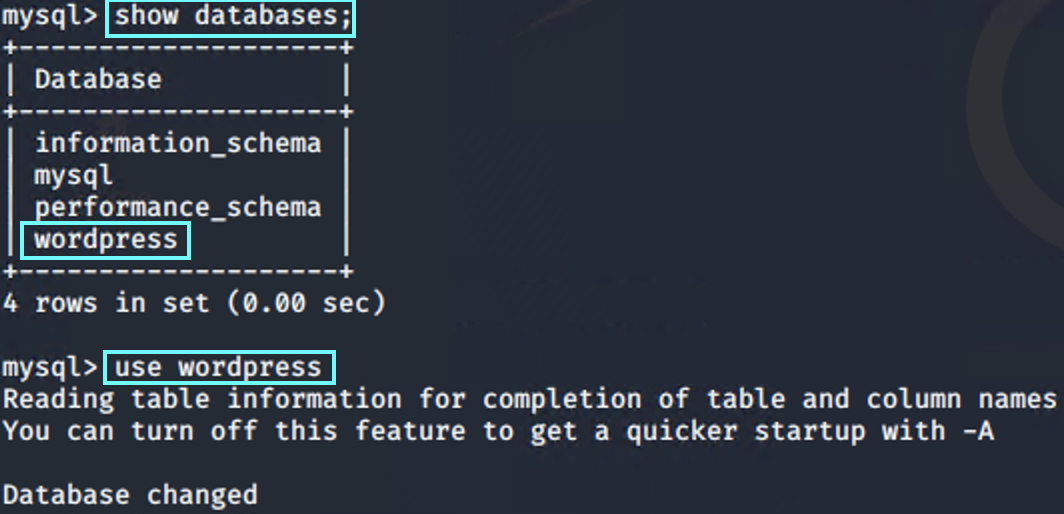 mysql> show databases;
+--------------------+
| Database           |
+--------------------+
| information_schema |
| mysql              |
| performance_schema |
| wordpress          |
+--------------------+
4 rows in set (0.00 sec)
mysql> use wordpress
Reading table information for completion of table and column names
You can turn off this feature to get a quicker startup with -A
Database changed